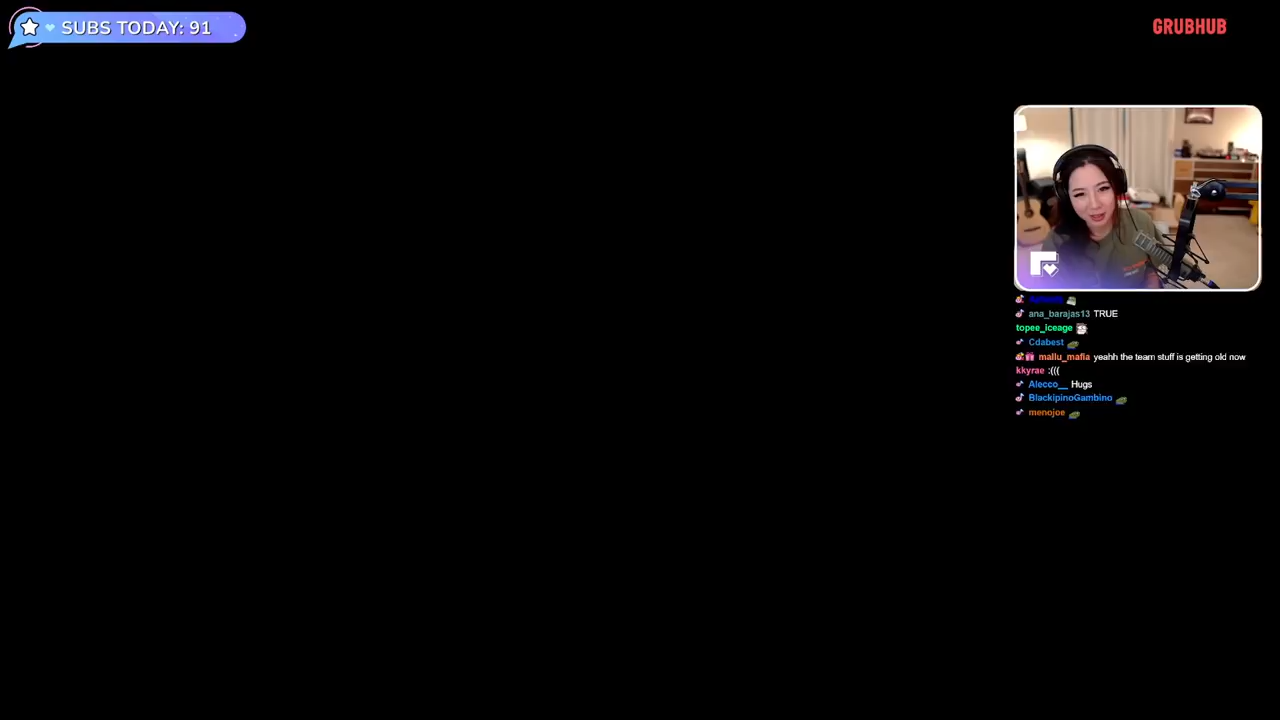 SUBS TODAY: 91
GRUBHUB
ana_barajas13 TRUE
topee_iceage
Cdabest
mallu_mafia yeahh the team stuff is getting old now
kkyrae :(((
Alecco__ Hugs
BlackipinoGambino
menojoe